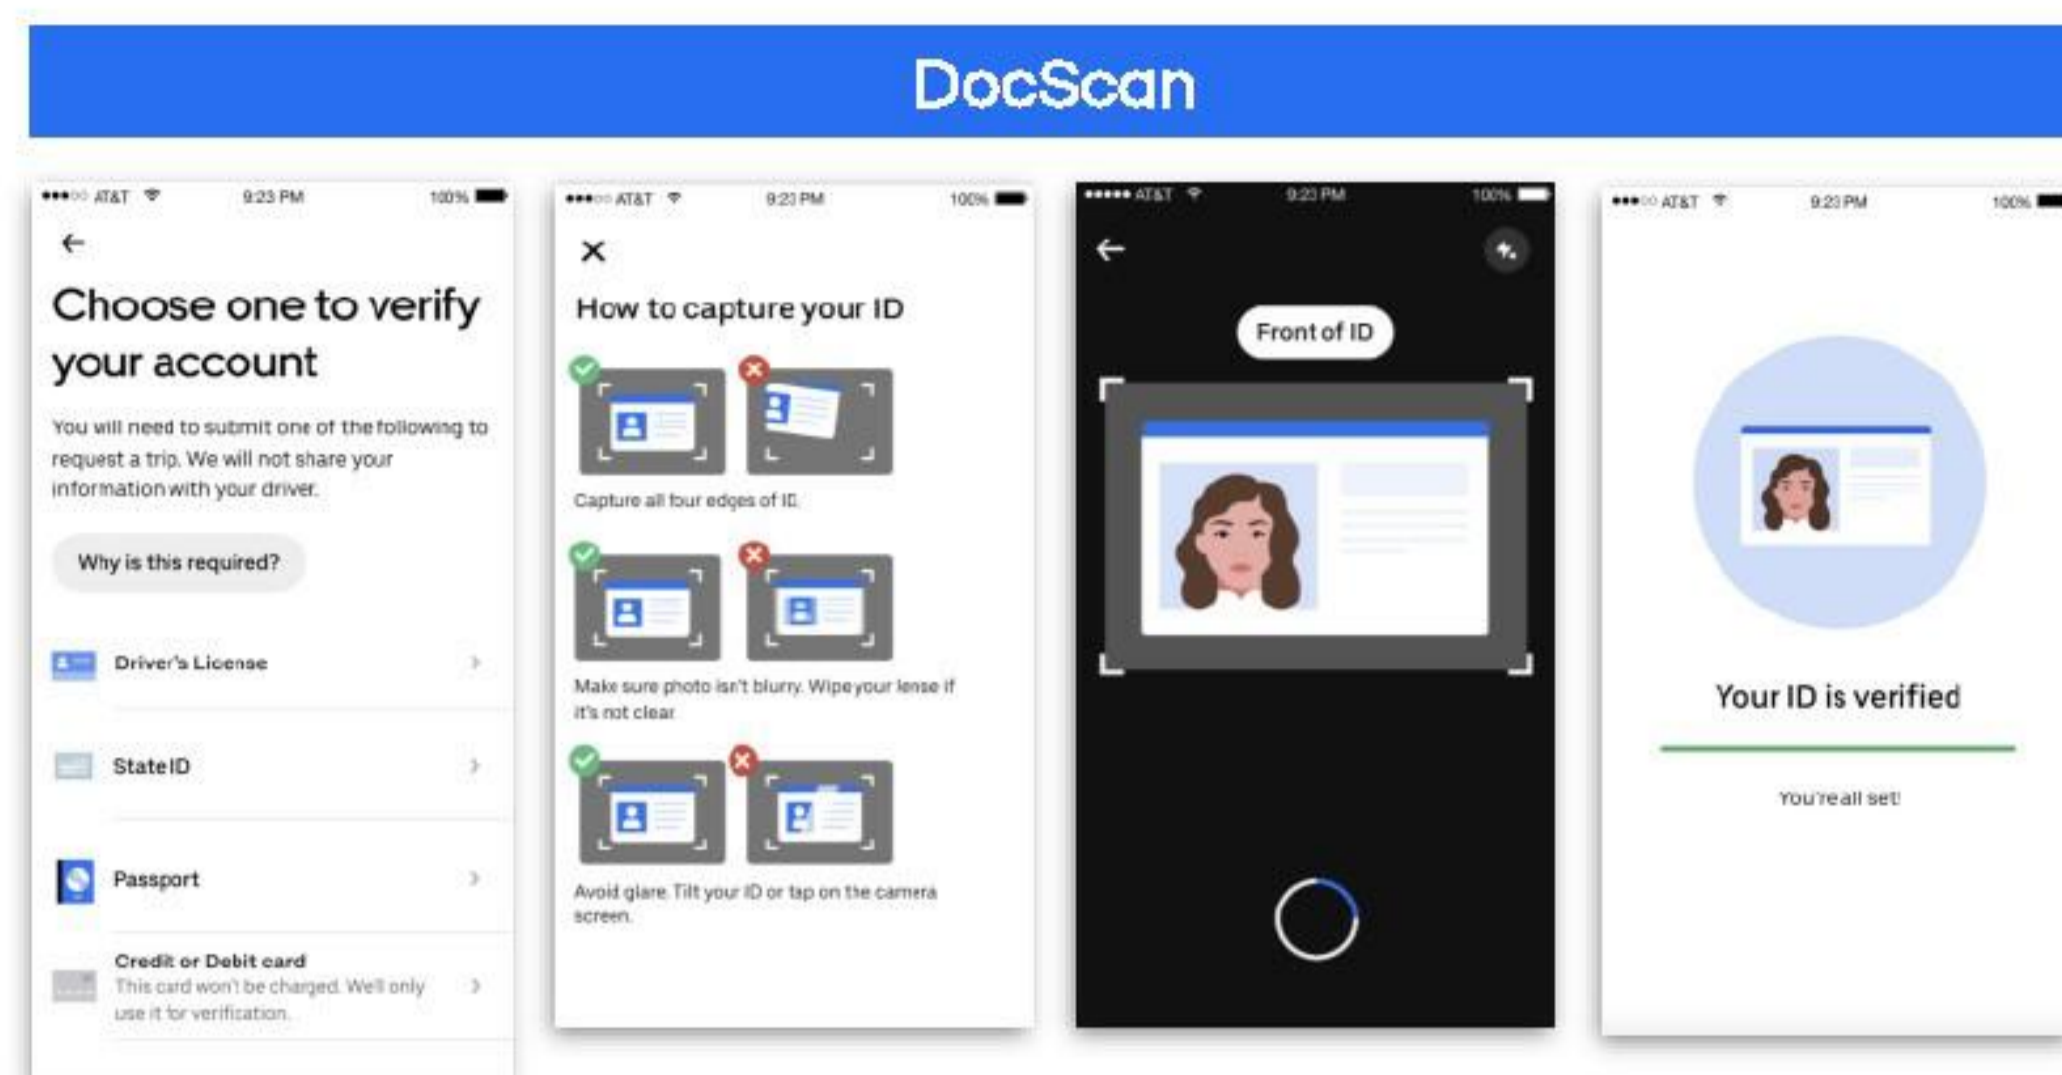 DocScan
AT&T 9:23 PM 100%
Choose one to verify
your account
You will need to submit one of the following to
request a trip. We will not share your
information with your driver.
Why is this required?
Driver's License
State ID
Passport
Credit or Debit card
This card won't be charged. We'll only
use it for verification.
AT&T 9:23 PM 100%
How to capture your ID
Capture all four edges of ID.
Make sure photo isn't blurry. Wipe your lense if
it's not clear
Avoid glare. Tilt your ID or tap on the camera
screen.
AT&T 9:23 PM 100%
Front of ID
AT&T 9:23 PM 100%
Your ID is verified
You're all set!